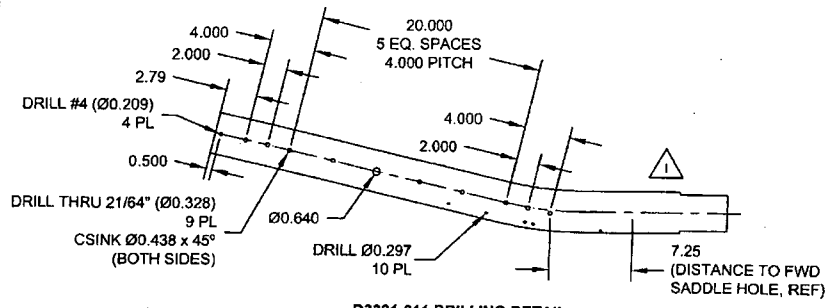 20.000
5 EQ. SPACES
4.000 PITCH
4.000
2.000
2.79
DRILL #4 (Ø0.209)
4 PL
0.500
DRILL THRU 21/64" (Ø0.328)
9 PL
CSINK Ø0.438 x 45°
(BOTH SIDES)
Ø0.640
DRILL Ø0.297
10 PL
4.000
2.000
1
7.25
(DISTANCE TO FWD
SADDLE HOLE, REF)
DRILLING DETAIL